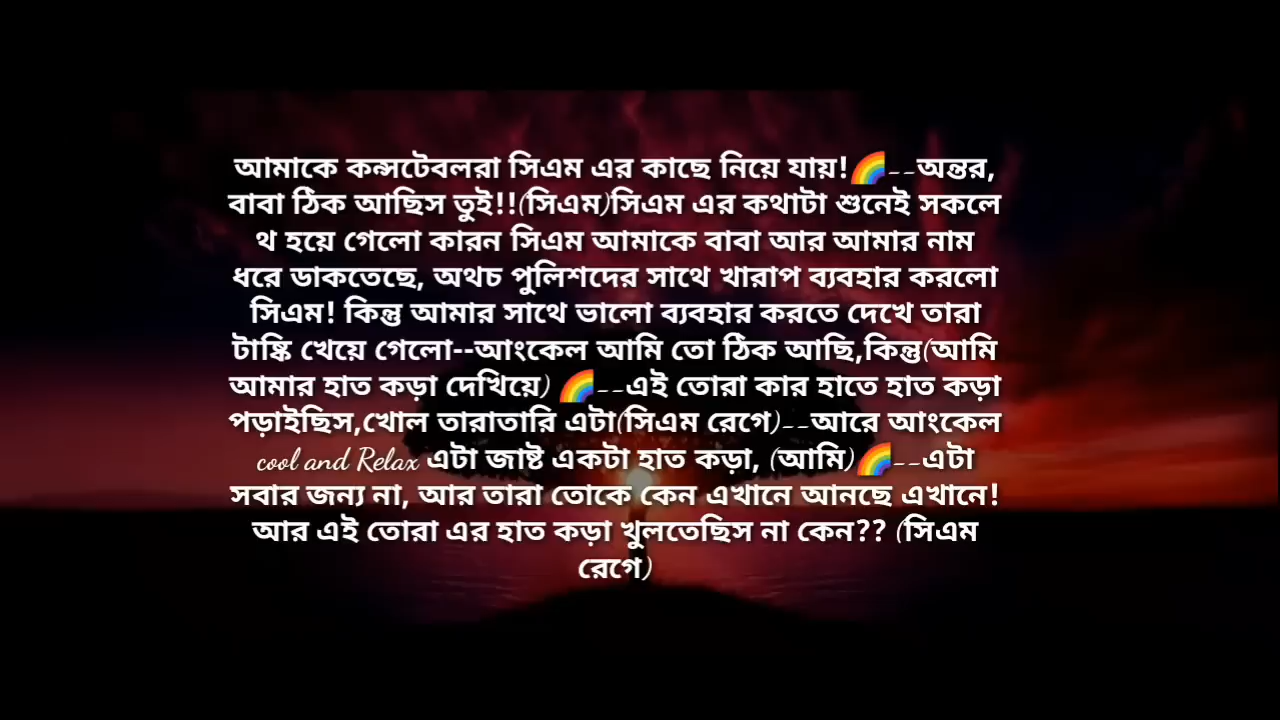 আমাকে কন্সটেবলরা সিএম এর কাছে নিয়ে যায়!🌈--অন্তর,
বাবা ঠিক আছিস তুই!!(সিএম)সিএম এর কথাটা শুনেই সকলে
থ হয়ে গেলো কারন সিএম আমাকে বাবা আর আমার নাম
ধরে ডাকতেছে, অথচ পুলিশদের সাথে খারাপ ব্যবহার করলো
সিএম! কিন্তু আমার সাথে ভালো ব্যবহার করতে দেখে তারা
টাষ্কি খেয়ে গেলো--আংকেল আমি তো ঠিক আছি,কিন্তু(আমি
আমার হাত কড়া দেখিয়ে) 🌈--এই তোরা কার হাতে হাত কড়া
পড়াইছিস,খোল তারাতারি এটা(সিএম রেগে)--আরে আংকেল
cool and Relax এটা জাষ্ট একটা হাত কড়া, (আমি)🌈--এটা
সবার জন্য না, আর তারা তোকে কেন এখানে আনছে এখানে!
আর এই তোরা এর হাত কড়া খুলতেছিস না কেন?? (সিএম
রেগে)